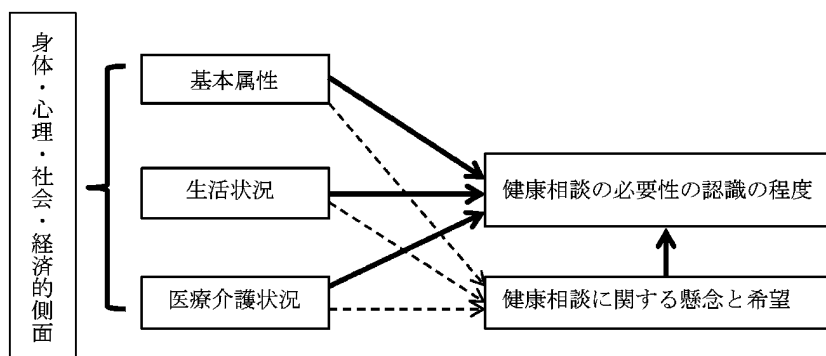 身体・心理・社会・経済的側面
基本属性
生活状況
医療介護状況
健康相談の必要性の認識の程度
健康相談に関する懸念と希望